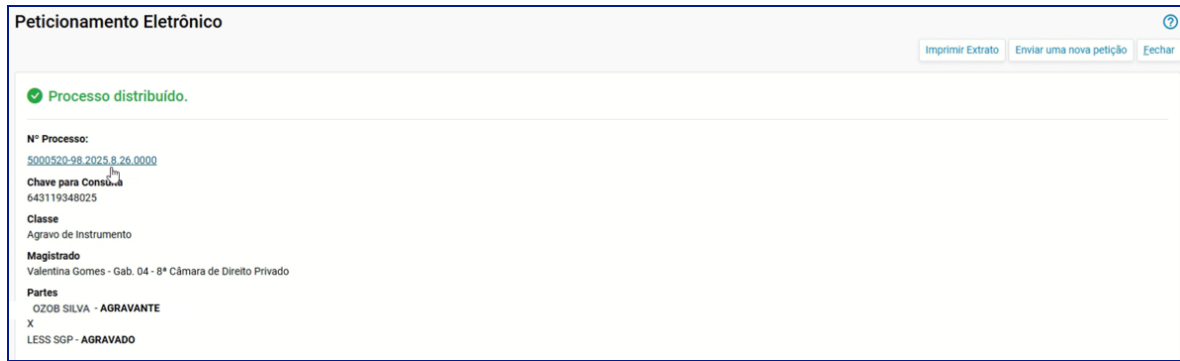 Peticionamento Eletrônico
Imprimir Extrato Enviar uma nova petição Fechar
Processo distribuído.
Nº Processo:
5000520-98.2025.8.26.0000
Chave para Consulta
643119348025
Classe
Agravo de Instrumento
Magistrado
Valentina Gomes - Gab. 04 - 8ª Câmara de Direito Privado
Partes
OZOB SILVA - AGRAVANTE
X
LESS SGP - AGRAVADO